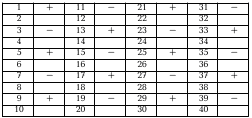 1 + 11 − 21 + 31 −
2 12 22 32
3 − 13 + 23 − 33 +
4 14 24 34
5 + 15 − 25 + 35 −
6 16 26 36
7 − 17 + 27 − 37 +
8 18 28 38
9 + 19 − 29 + 39 −
10 20 30 40